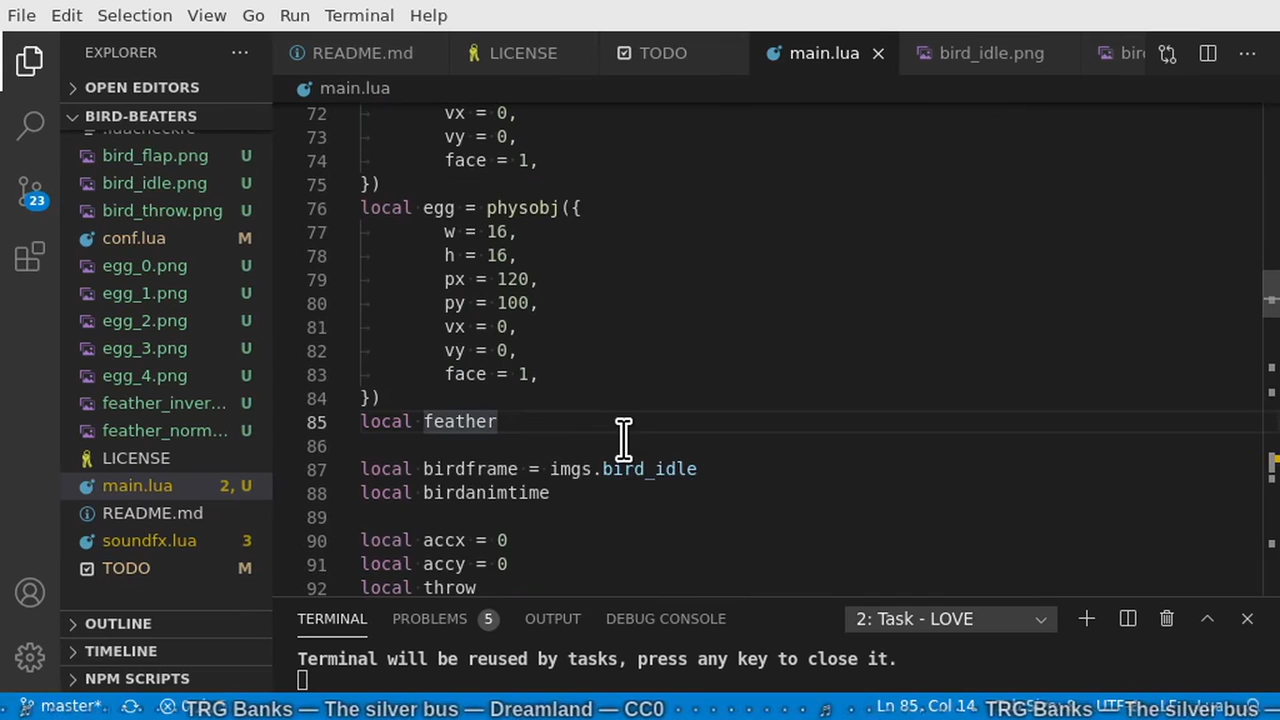 File Edit Selection View Go Run Terminal Help
EXPLORER
OPEN EDITORS
BIRD-BEATERS
bird_flap.png U
bird_idle.png U
bird_throw.png U
conf.lua M
egg_0.png U
egg_1.png U
egg_2.png U
egg_3.png U
egg_4.png U
feather_inver... U
feather_norm... U
LICENSE
main.lua 2, U
README.md
soundfx.lua 3
TODO M
OUTLINE
TIMELINE
NPM SCRIPTS
23
README.md LICENSE TODO main.lua bird_idle.png
main.lua
72 vx = 0,
73 vy = 0,
74 face = 1,
75 })
76 local egg = physobj({
77 w = 16,
78 h = 16,
79 px = 120,
80 py = 100,
81 vx = 0,
82 vy = 0,
83 face = 1,
84 })
85 local feather
86
87 local birdframe = imgs.bird_idle
88 local birdanimtime
89
90 local accx = 0
91 local accy = 0
92 local throw
TERMINAL PROBLEMS 5 OUTPUT DEBUG CONSOLE 2: Task - LOVE
Terminal will be reused by tasks, press any key to close it.
master* Ln 85, Col 14
TRG Banks — The silver bus — Dreamland — CC0 TRG Banks — The silver bus —